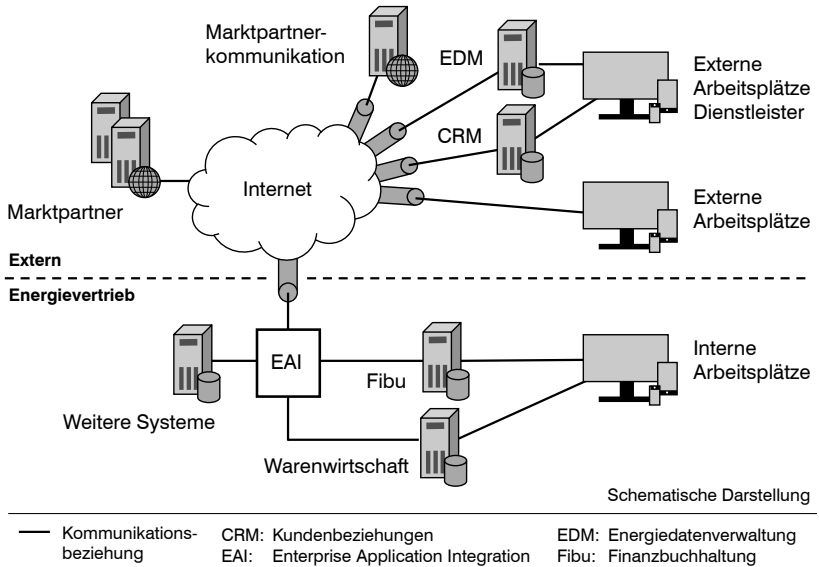 Marktpartner-
kommunikation
EDM
Externe
Arbeitsplätze
Dienstleister
CRM
Internet
Marktpartner
Externe
Arbeitsplätze
Extern
Energievertrieb
EAI
Fibu
Interne
Arbeitsplätze
Weitere Systeme
Warenwirtschaft
Schematische Darstellung
Kommunikations-
beziehung
CRM: Kundenbeziehungen
EAI: Enterprise Application Integration
EDM: Energiedatenverwaltung
Fibu: Finanzbuchhaltung